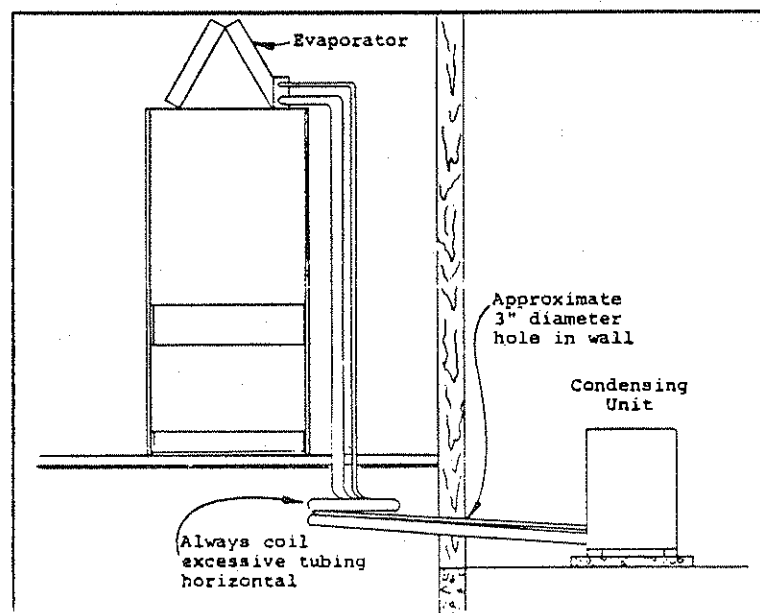 Evaporator
Approximate
3" diameter
hole in wall
Condensing
Unit
Always coil
excessive tubing
horizontal